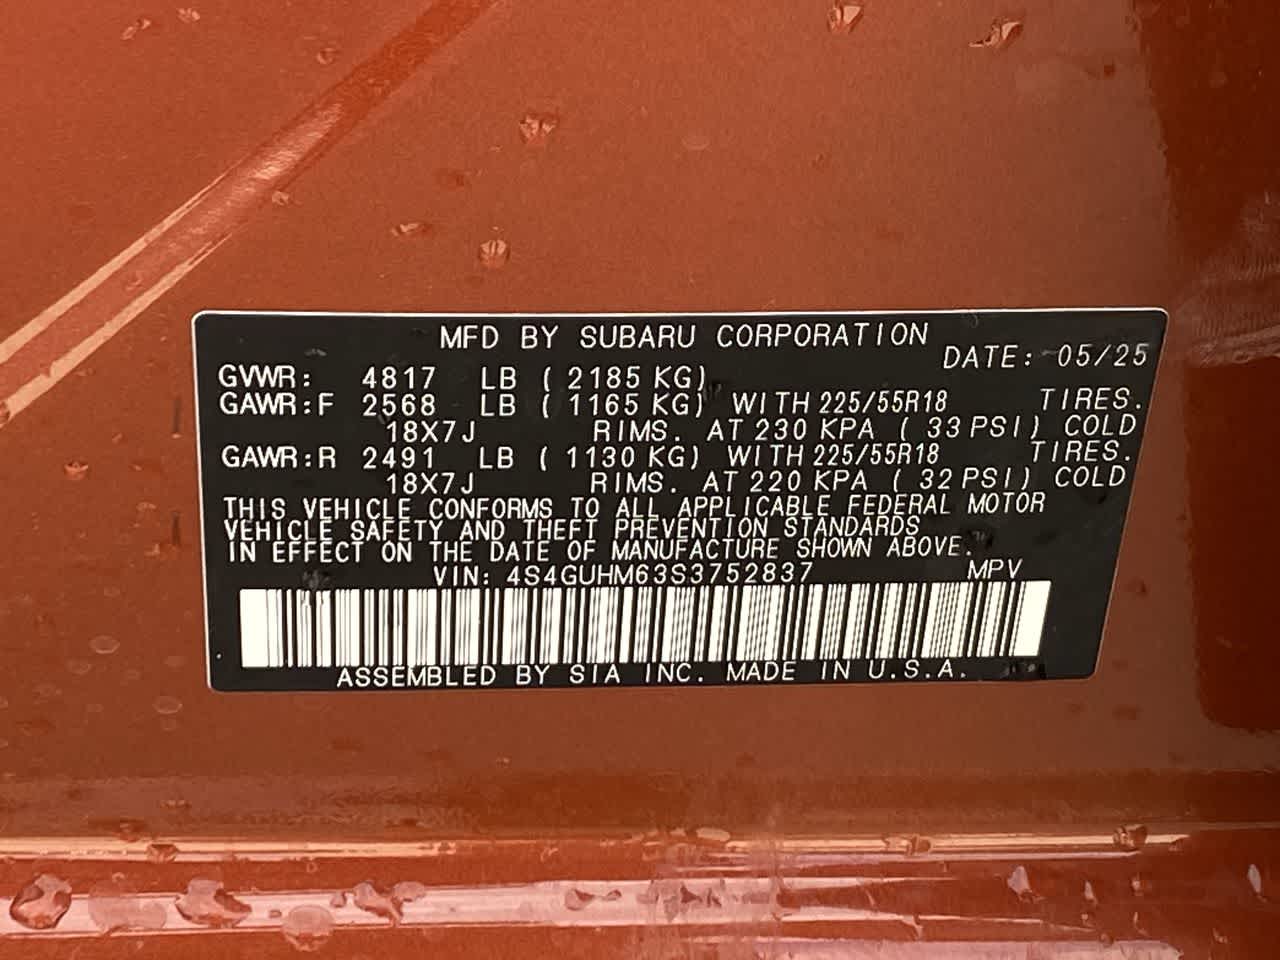 MFD BY SUBARU CORPORATION
DATE: 05/25
GVWR: 4817 LB ( 2185 KG)
GAWR:F 2568 LB ( 1165 KG) WITH 225/55R18 TIRES.
18X7J RIMS. AT 230 KPA ( 33 PSI) COLD
GAWR:R 2491 LB ( 1130 KG) WITH 225/55R18 TIRES.
18X7J RIMS. AT 220 KPA ( 32 PSI) COLD
THIS VEHICLE CONFORMS TO ALL APPLICABLE FEDERAL MOTOR
VEHICLE SAFETY AND THEFT PREVENTION STANDARDS
IN EFFECT ON THE DATE OF MANUFACTURE SHOWN ABOVE.
VIN: 4S4GUHM63S3752837 MPV
ASSEMBLED BY SIA INC. MADE IN U.S.A.